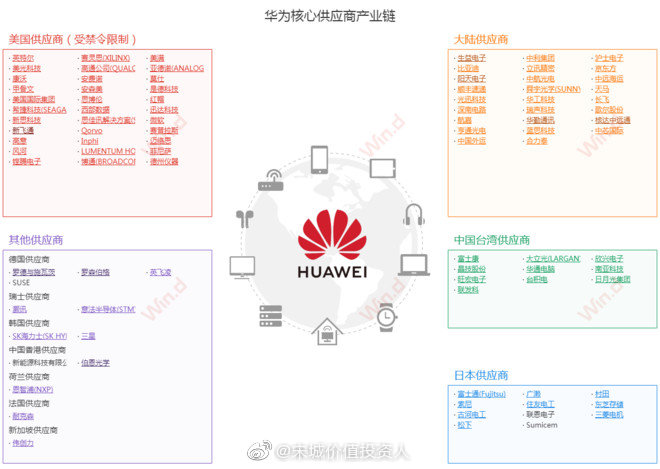 华为核心供应商产业链
美国供应商（受禁令限制）
· 英特尔 · 赛灵思(XILINX) · 美满
· 美光科技 · 高通公司(QUALC · 亚德诺(ANALOG
· 康沃 · 安费诺 · 莫仕
· 甲骨文 · 安森美 · 是德科技
· 美国国际集团 · 思博伦 · 红帽
· 希捷科技(SEAGA · 西部数据 · 迅达科技
· 新思科技 · 思佳讯解决方案(S · 微软
· 新飞通 · Qorvo · 赛普拉斯
· 高意 · Inphi · 迈络思
· 风河 · LUMENTUM HO · 菲尼萨
· 铿腾电子 · 博通(BROADCOM · 德州仪器
大陆供应商
· 生益电子 · 中利集团 · 沪士电子
· 比亚迪 · 立讯精密 · 京东方
· 阳天电子 · 中航光电 · 中远海运
· 顺丰速递 · 舜宇光学(SUNN · 天马
· 光迅科技 · 华工科技 · 长飞
· 深南电路 · 瑞声科技 · 歌尔股份
· 航嘉 · 华勤通讯 · 核达中远通
· 亨通光电 · 蓝思科技 · 中芯国际
· 中国外运 · 合力泰
HUAWEI
其他供应商
德国供应商
· 罗德与施瓦茨 · 罗森伯格 · 英飞凌
· SUSE
瑞士供应商
· 灏讯 · 意法半导体(STM
韩国供应商
· SK海力士(SK HY · 三星
中国香港供应商
· 新能源科技有限公 · 伯恩光学
荷兰供应商
· 恩智浦(NXP)
法国供应商
· 耐克森
新加坡供应商
· 伟创力
中国台湾供应商
· 富士康 · 大立光(LARGAN · 欣兴电子
· 晶技股份 · 华通电脑 · 南亚科技
· 旺宏电子 · 台积电 · 日月光集团
· 联发科
日本供应商
· 富士通(Fujitsu) · 广濑 · 村田
· 索尼 · 住友电工 · 东芝存储
· 古河电工 · 联恩电子 · 三菱电机
· 松下 · Sumicem
Win.d
Win.d
Win.d
Win.d
Win.d
@宋城价值投资人